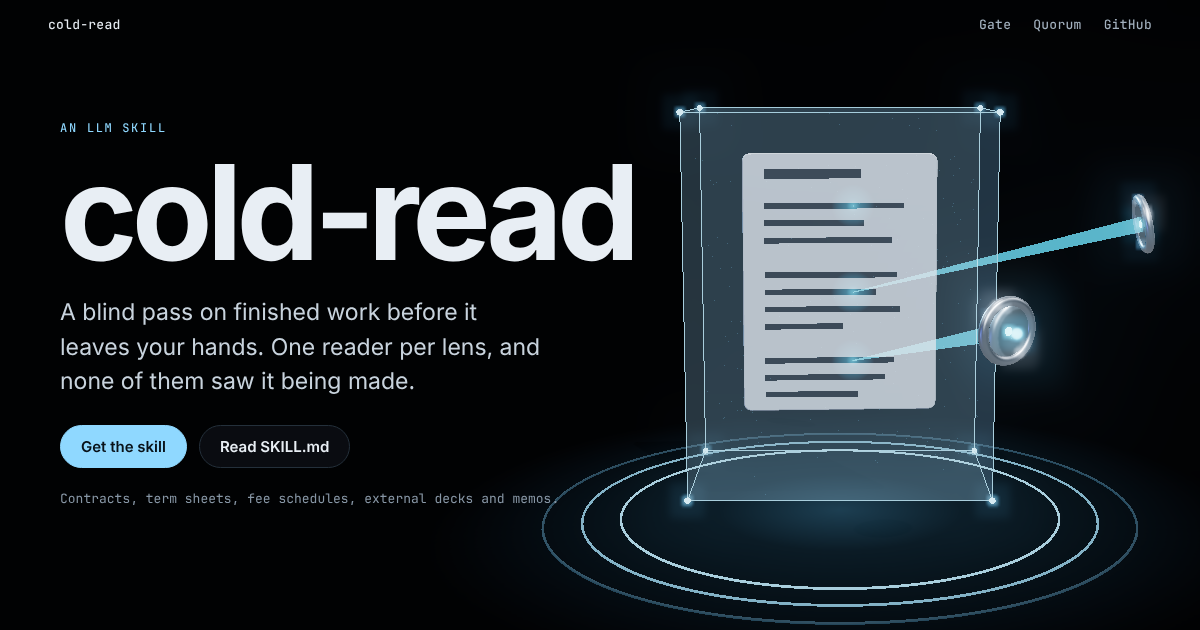 cold-read
Gate Quorum GitHub
AN LLM SKILL
cold-read
A blind pass on finished work before it
leaves your hands. One reader per lens, and
none of them saw it being made.
Get the skill Read SKILL.md
Contracts, term sheets, fee schedules, external decks and memos.